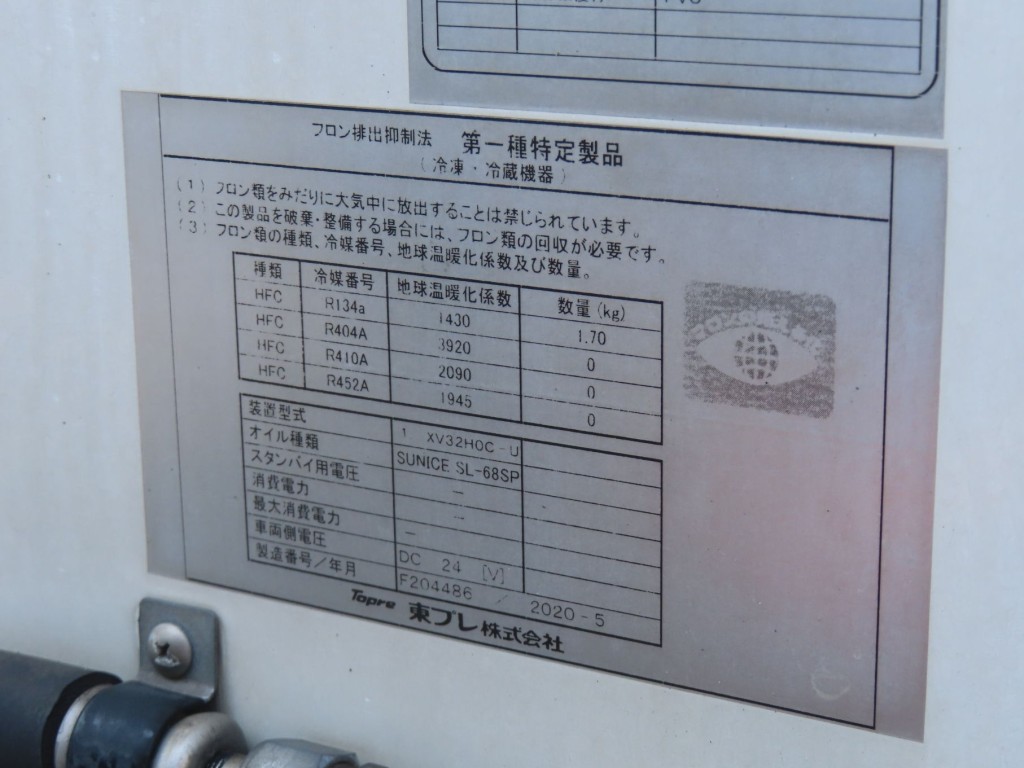 フロン排出抑制法 第一種特定製品
(冷凍・冷蔵機器)
(1) フロン類をみだりに大気中に放出することは禁じられています。
(2) この製品を破棄・整備する場合には、フロン類の回収が必要です。
(3) フロン類の種類、冷媒番号、地球温暖化係数及び数量。
種類 冷媒番号 地球温暖化係数 数量(kg)
HFC R134a 1430 1.70
HFC R404A 3920 0
HFC R410A 2090 0
HFC R452A 1945 0
装置型式 1 XV32HOC-U
オイル種類 SUNICE SL-68SP
スタンバイ用電圧 -
消費電力 -
最大消費電力 -
車両側電圧 DC 24 [V]
製造番号/年月 F204486 / 2020-5
Topre 東プレ株式会社